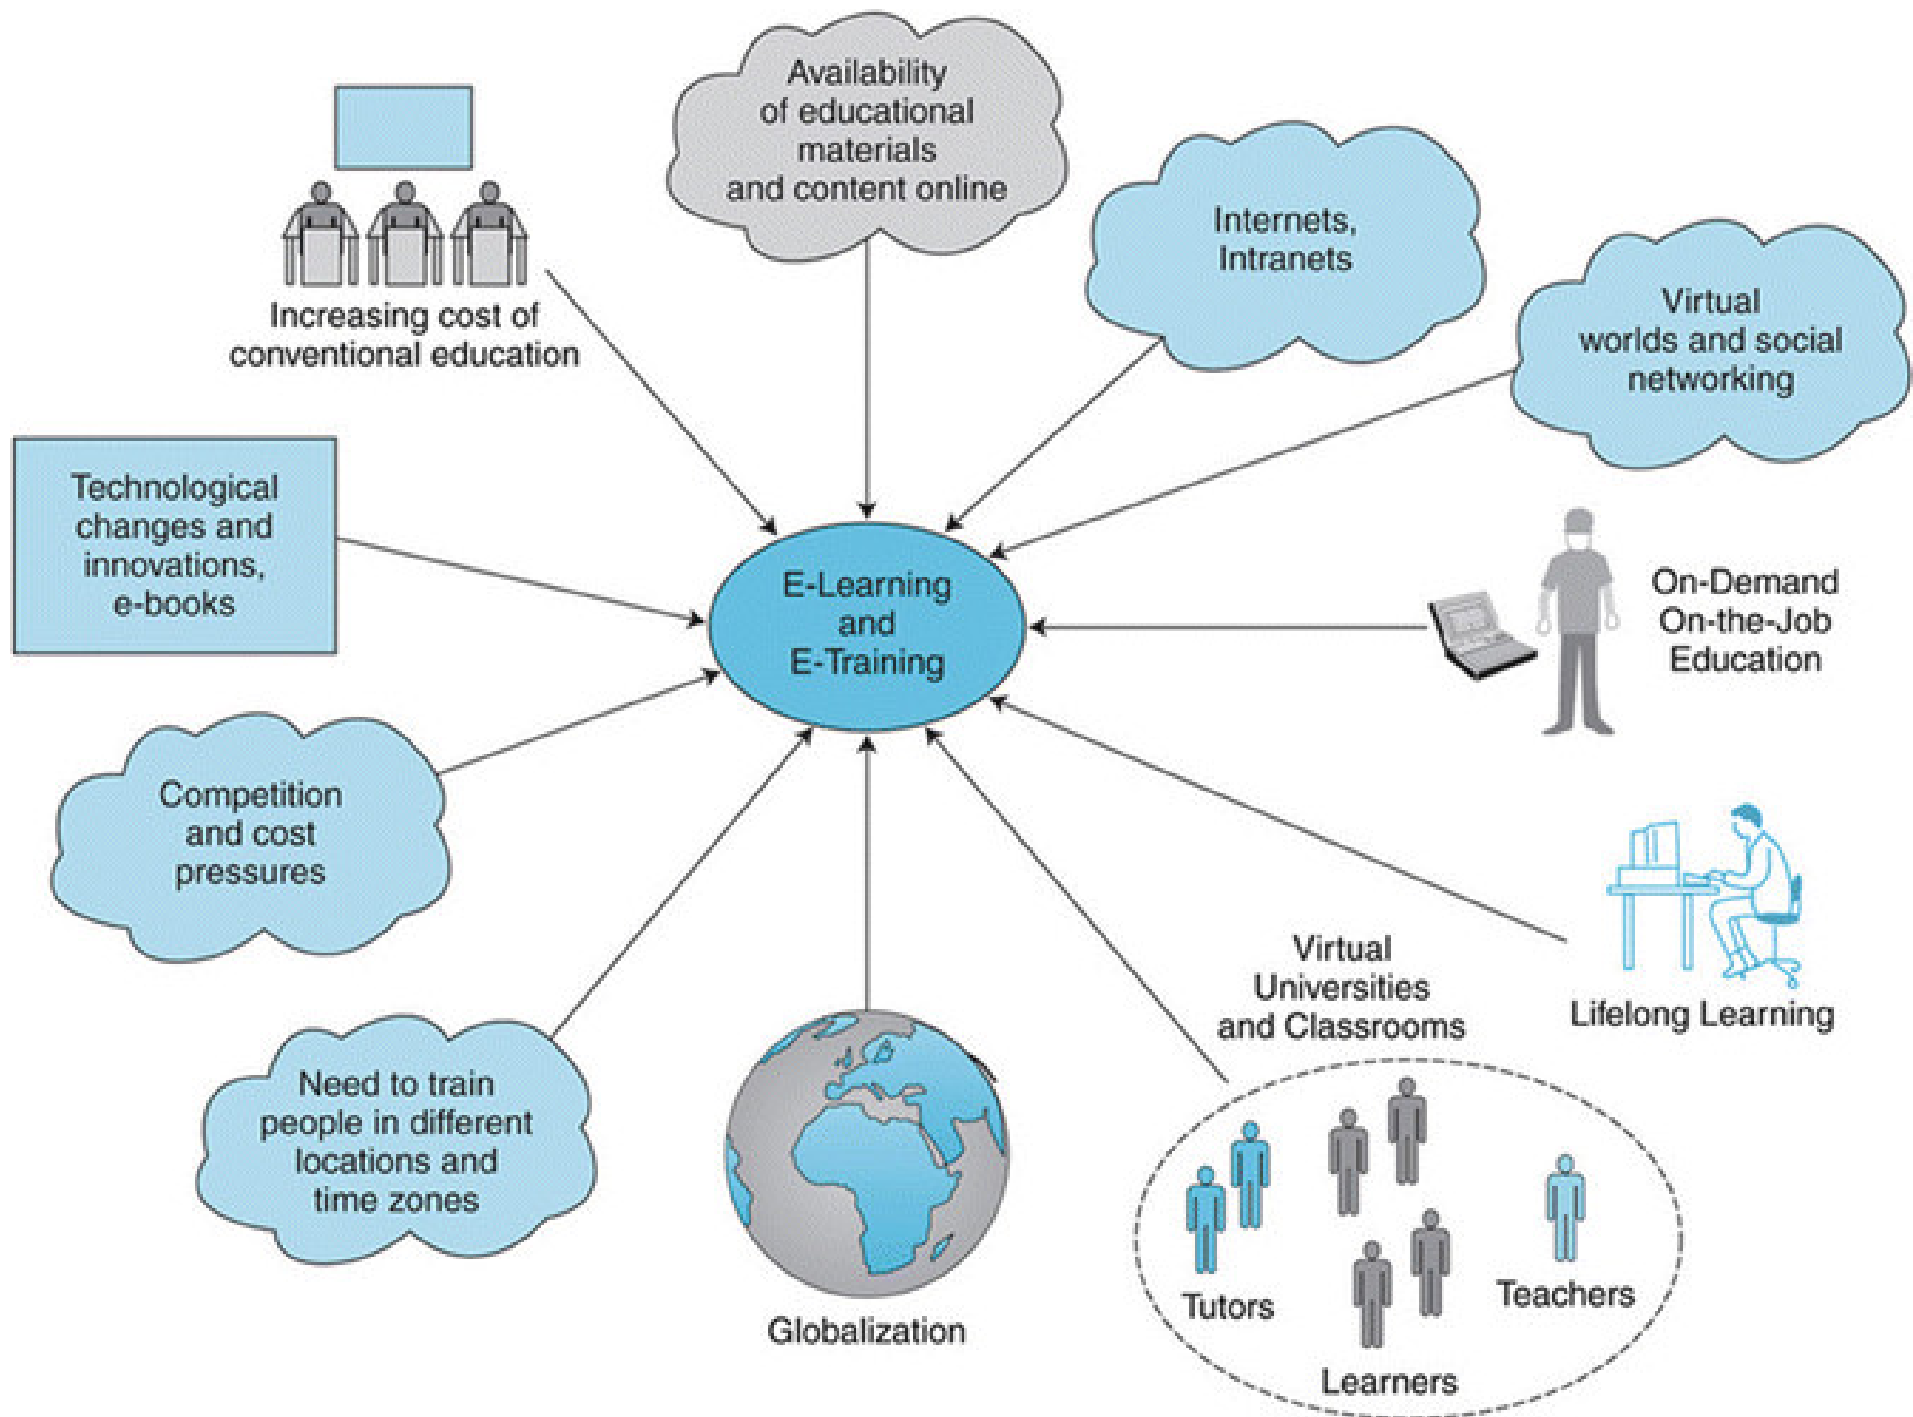 Availability
of educational
materials
and content online
Internets,
Intranets
Virtual
worlds and social
networking
Increasing cost of
conventional education
Technological
changes and
innovations,
e-books
E-Learning
and
E-Training
On-Demand
On-the-Job
Education
Competition
and cost
pressures
Lifelong Learning
Virtual
Universities
and Classrooms
Need to train
people in different
locations and
time zones
Globalization
Tutors
Teachers
Learners